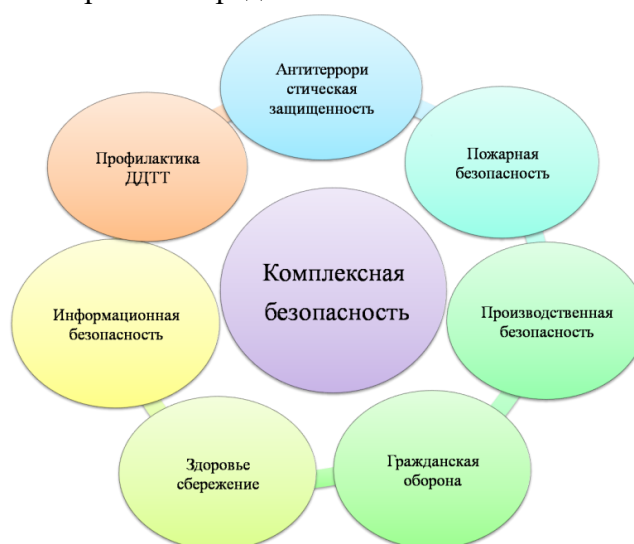 Антитеррори
стическая
защищенность
Пожарная
безопасность
Производственная
безопасность
Гражданская
оборона
Здоровье
сбережение
Информационная
безопасность
Профилактика
ДДТТ
Комплексная
безопасность